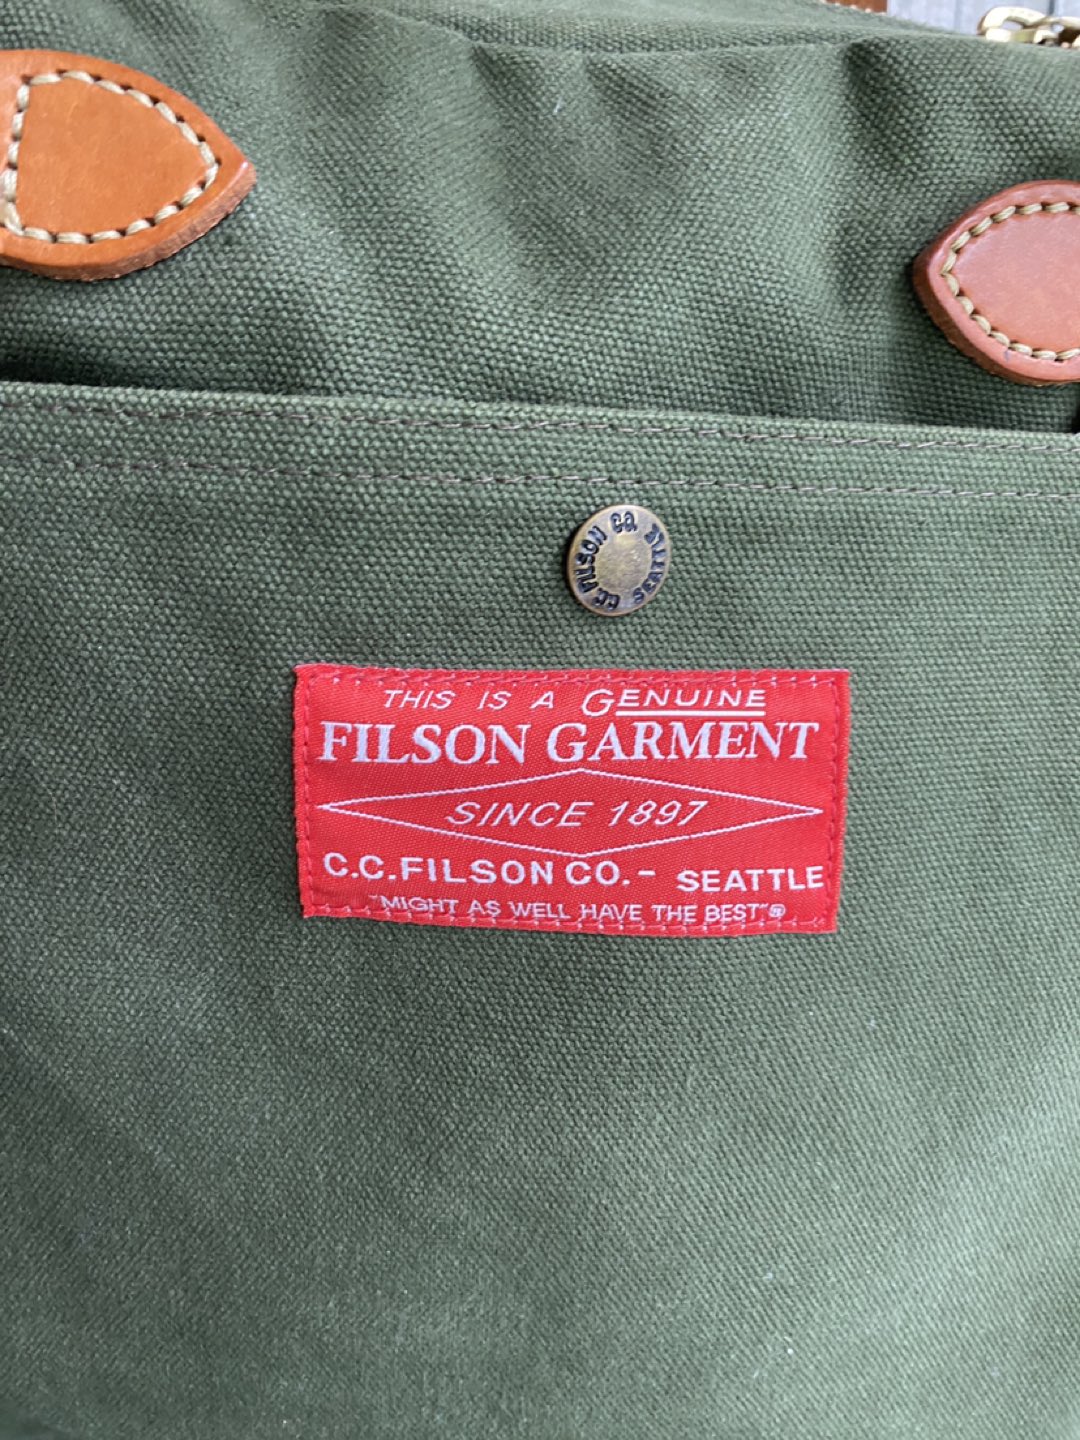 C.C. FILSON CO. SEATTLE
THIS IS A GENUINE
FILSON GARMENT
SINCE 1897
C.C. FILSON CO. - SEATTLE
"MIGHT AS WELL HAVE THE BEST"®